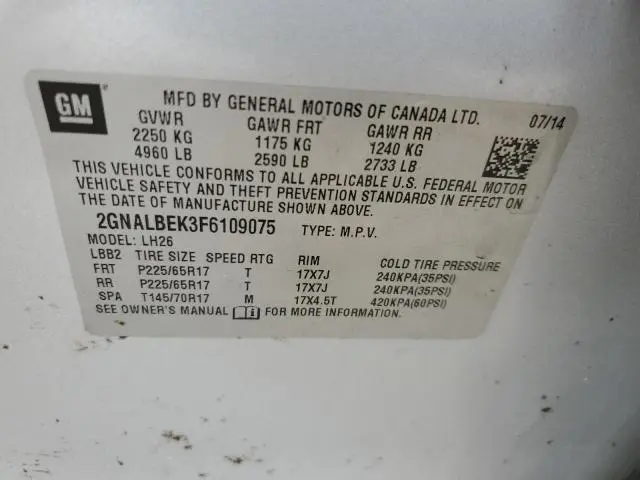 GM
MFD BY GENERAL MOTORS OF CANADA LTD. 07/14
GVWR GAWR FRT GAWR RR
2250 KG 1175 KG 1240 KG
4960 LB 2590 LB 2733 LB
THIS VEHICLE CONFORMS TO ALL APPLICABLE U.S. FEDERAL MOTOR
VEHICLE SAFETY AND THEFT PREVENTION STANDARDS IN EFFECT ON
THE DATE OF MANUFACTURE SHOWN ABOVE.
2GNALBEK3F6109075 TYPE: M.P.V.
MODEL: LH26
LBB2 TIRE SIZE SPEED RTG RIM COLD TIRE PRESSURE
FRT P225/65R17 T 17X7J 240KPA(35PSI)
RR P225/65R17 T 17X7J 240KPA(35PSI)
SPA T145/70R17 M 17X4.5T 420KPA(60PSI)
SEE OWNER'S MANUAL FOR MORE INFORMATION